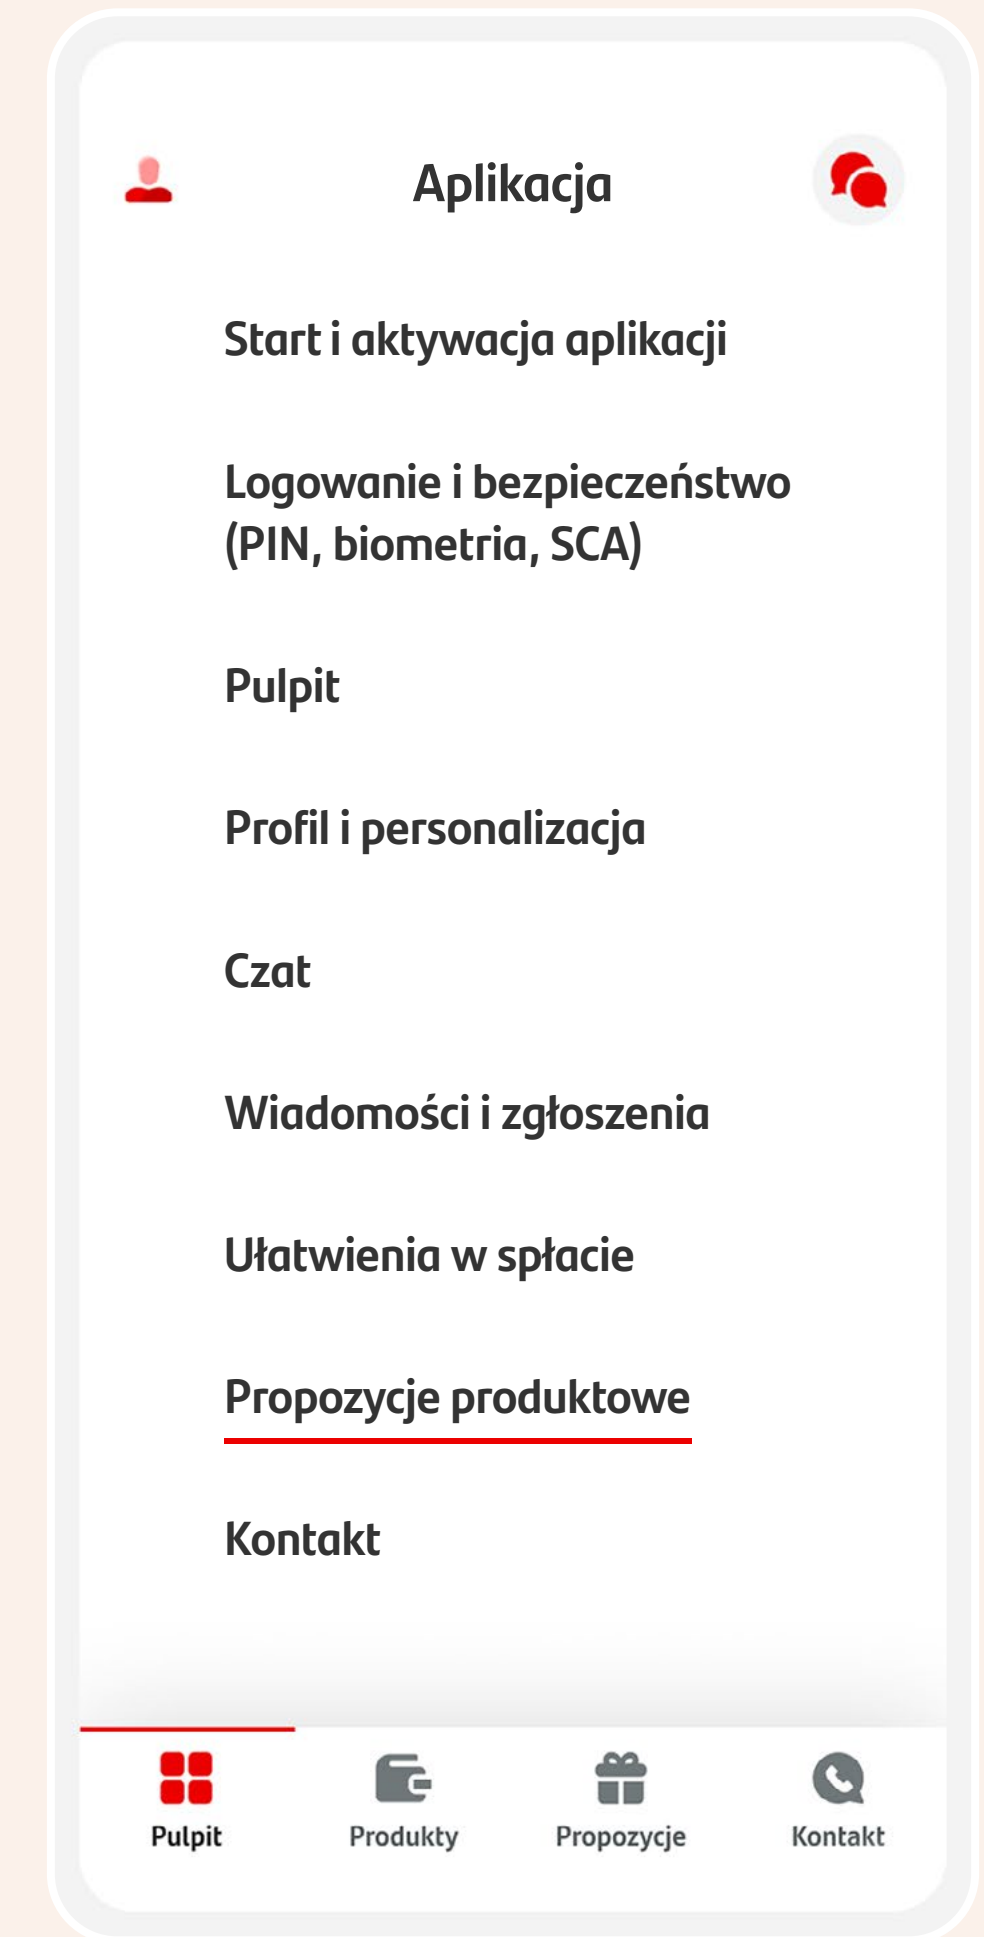 Aplikacja
Start i aktywacja aplikacji
Logowanie i bezpieczeństwo
(PIN, biometria, SCA)
Pulpit
Profil i personalizacja
Czat
Wiadomości i zgłoszenia
Ułatwienia w spłacie
Propozycje produktowe
Kontakt
Pulpit
Produkty
Propozycje
Kontakt